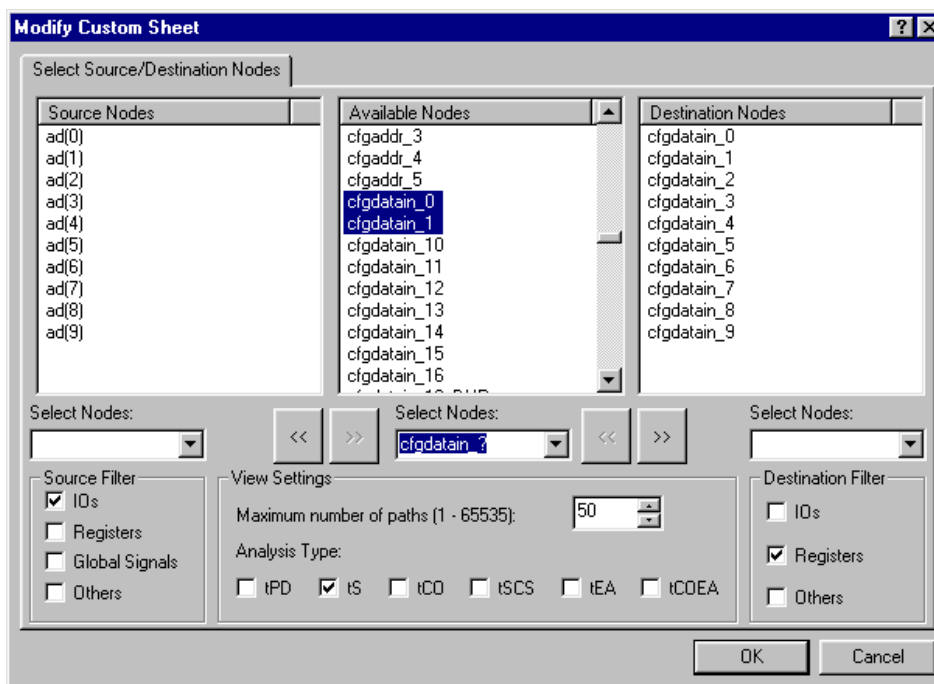 Modify Custom Sheet
Select Source/Destination Nodes
Source Nodes
ad(0)
ad(1)
ad(2)
ad(3)
ad(4)
ad(5)
ad(6)
ad(7)
ad(8)
ad(9)
Available Nodes
cfgaddr_3
cfgaddr_4
cfgaddr_5
cfgdatain_0
cfgdatain_1
cfgdatain_10
cfgdatain_11
cfgdatain_12
cfgdatain_13
cfgdatain_14
cfgdatain_15
cfgdatain_16
Destination Nodes
cfgdatain_0
cfgdatain_1
cfgdatain_2
cfgdatain_3
cfgdatain_4
cfgdatain_5
cfgdatain_6
cfgdatain_7
cfgdatain_8
cfgdatain_9
Select Nodes:
<< >>
Select Nodes:
cfgdatain_?
<< >>
Select Nodes:
Source Filter
IOs
Registers
Global Signals
Others
View Settings
Maximum number of paths (1 - 65535): 50
Analysis Type:
tPD tS tCO tSCS tEA tCOEA
Destination Filter
IOs
Registers
Others
OK Cancel